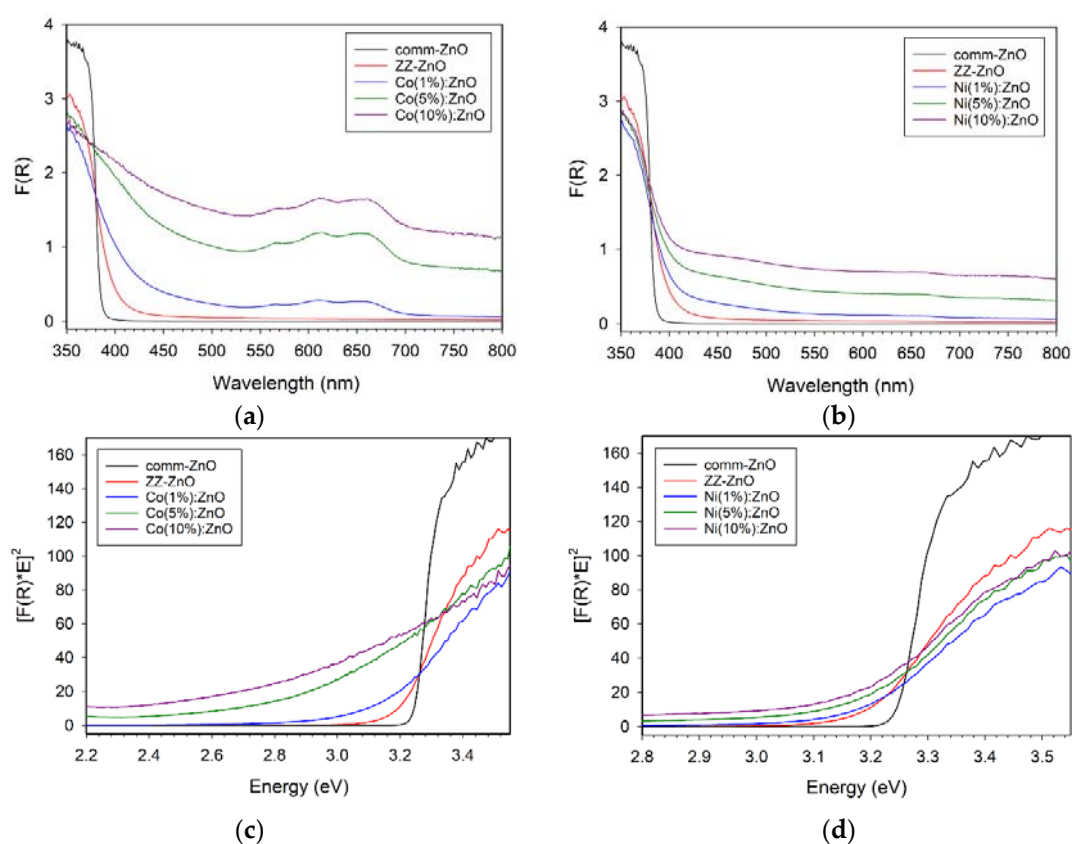 4
3
2
1
0
F(R)
comm-ZnO
ZZ-ZnO
Co(1%):ZnO
Co(5%):ZnO
Co(10%):ZnO
350 400 450 500 550 600 650 700 750 800
Wavelength (nm)
(a)
4
3
2
1
0
F(R)
comm-ZnO
ZZ-ZnO
Ni(1%):ZnO
Ni(5%):ZnO
Ni(10%):ZnO
350 400 450 500 550 600 650 700 750 800
Wavelength (nm)
(b)
160
140
120
100
80
60
40
20
0
[F(R)*E]²
comm-ZnO
ZZ-ZnO
Co(1%):ZnO
Co(5%):ZnO
Co(10%):ZnO
2.2 2.4 2.6 2.8 3.0 3.2 3.4
Energy (eV)
(c)
160
140
120
100
80
60
40
20
0
[F(R)*E]²
comm-ZnO
ZZ-ZnO
Ni(1%):ZnO
Ni(5%):ZnO
Ni(10%):ZnO
2.8 2.9 3.0 3.1 3.2 3.3 3.4 3.5
Energy (eV)
(d)